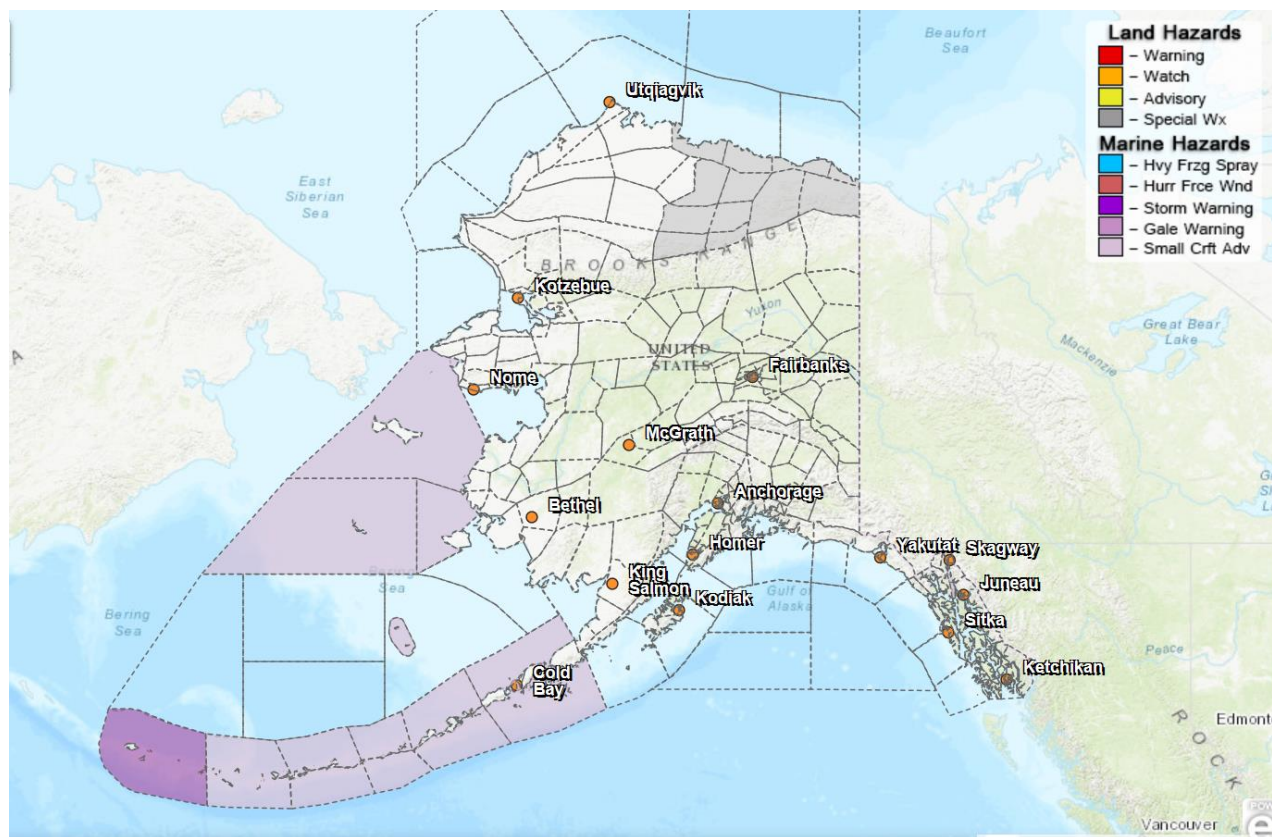 Land Hazards
– Warning
– Watch
– Advisory
– Special Wx
Marine Hazards
– Hvy Frzg Spray
– Hurr Frce Wnd
– Storm Warning
– Gale Warning
– Small Crft Adv
Beaufort
Sea
Utqiagvik
East
Siberian
Sea
BROOKS RANGE
Kotzebue
Yukon
Great Bear
Lake
Mackenzie
UNITED
STATES
A
Nome
Fairbanks
McGrath
Anchorage
Bethel
Homer
Yakutat
Skagway
King
Salmon
Juneau
Kodiak
Gulf of
Alaska
Bering
Sea
Bering
Sea
Sitka
Peace
Cold
Bay
Ketchikan
ROCK
Edmont
Vancouver
POW
e